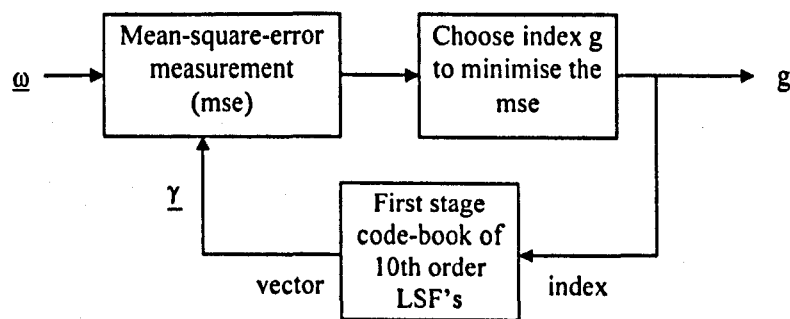 Mean-square-error
measurement
(mse)
Choose index g
to minimise the
mse
ω
g
γ
First stage
code-book of
10th order
LSF's
vector
index